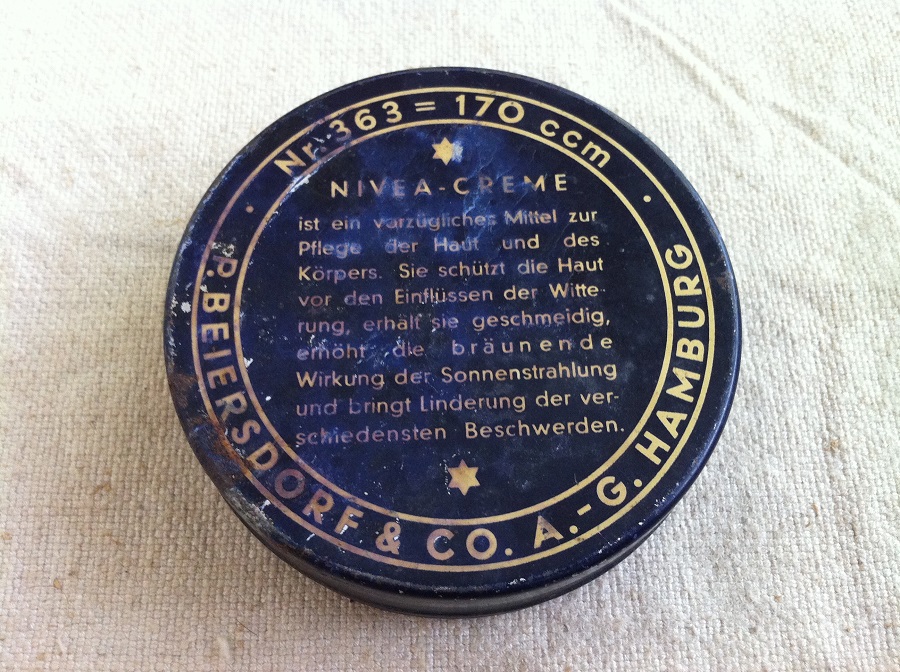 Nr. 363 = 170 ccm
NIVEA-CREME
ist ein vorzügliches Mittel zur
Pflege der Haut und des
Körpers. Sie schützt die Haut
vor den Einflüssen der Witte-
rung, erhält sie geschmeidig,
erhöht die bräunende
Wirkung der Sonnenstrahlung
und bringt Linderung der ver-
schiedensten Beschwerden.
P. BEIERSDORF & CO. A.-G. HAMBURG